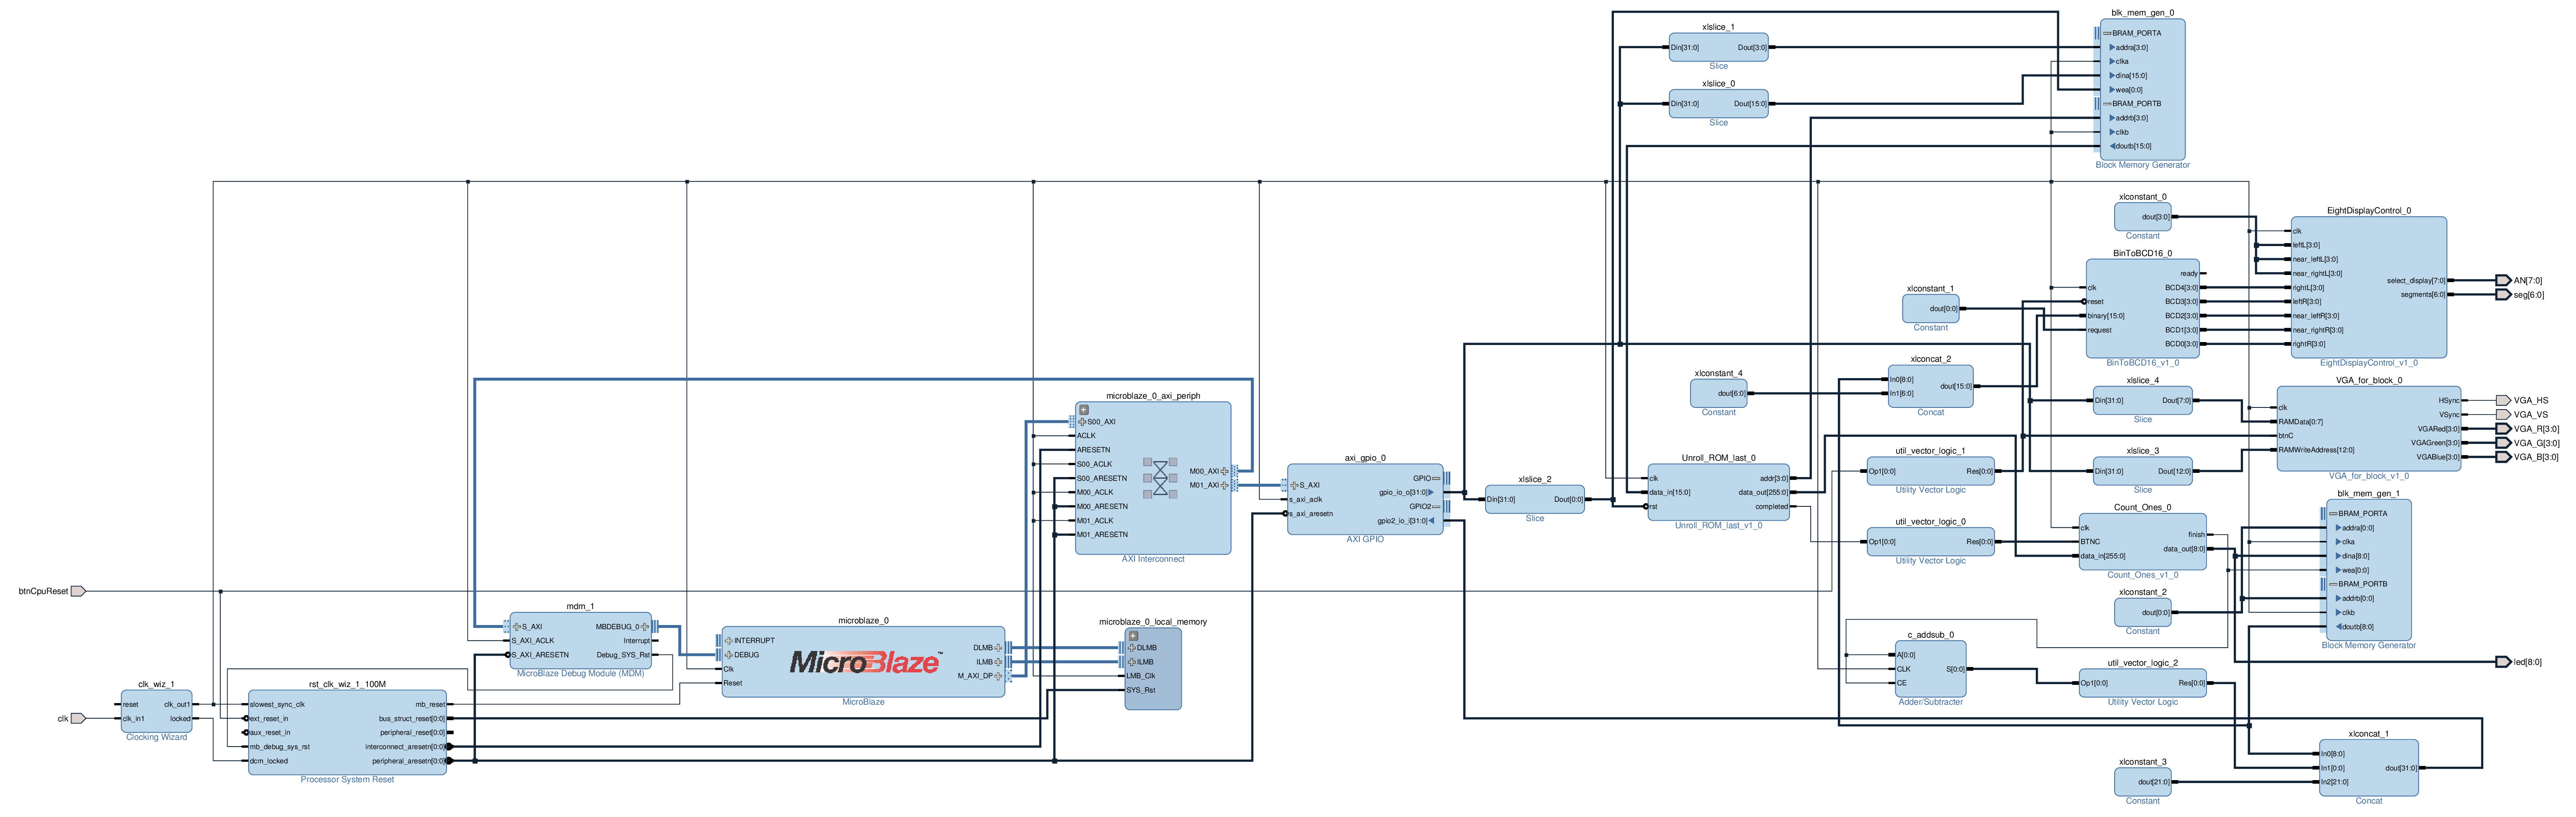 btnCpuReset
clk
clk_wiz_1
reset
clk_in1
clk_out1
locked
Clocking Wizard
rst_clk_wiz_1_100M
slowest_sync_clk
ext_reset_in
aux_reset_in
mb_debug_sys_rst
dcm_locked
mb_reset
bus_struct_reset[0:0]
peripheral_reset[0:0]
interconnect_aresetn[0:0]
peripheral_aresetn[0:0]
Processor System Reset
mdm_1
S_AXI
S_AXI_ACLK
S_AXI_ARESETN
MBDEBUG_0
Interrupt
Debug_SYS_Rst
MicroBlaze Debug Module (MDM)
microblaze_0
INTERRUPT
DEBUG
Clk
Reset
MicroBlaze™
DLMB
ILMB
M_AXI_DP
MicroBlaze
microblaze_0_axi_periph
S00_AXI
ACLK
ARESETN
S00_ACLK
S00_ARESETN
M00_ACLK
M00_ARESETN
M01_ACLK
M01_ARESETN
M00_AXI
M01_AXI
AXI Interconnect
microblaze_0_local_memory
DLMB
ILMB
LMB_Clk
SYS_Rst
axi_gpio_0
S_AXI
s_axi_aclk
s_axi_aresetn
GPIO
gpio_io_o[31:0]
GPIO2
gpio2_io_i[31:0]
AXI GPIO
xlslice_2
Din[31:0]
Dout[0:0]
Slice
xlslice_1
Din[31:0]
Dout[3:0]
Slice
xlslice_0
Din[31:0]
Dout[15:0]
Slice
Unroll_ROM_last_0
clk
data_in[15:0]
rst
addr[3:0]
data_out[255:0]
completed
Unroll_ROM_last_v1_0
xlconstant_4
dout[6:0]
Constant
xlconstant_1
dout[0:0]
Constant
xlconcat_2
In0[8:0]
In1[6:0]
dout[15:0]
Concat
util_vector_logic_1
Op1[0:0]
Res[0:0]
Utility Vector Logic
util_vector_logic_0
Op1[0:0]
Res[0:0]
Utility Vector Logic
c_addsub_0
A[0:0]
CLK
CE
S[0:0]
Adder/Subtracter
blk_mem_gen_0
BRAM_PORTA
addra[3:0]
clka
dina[15:0]
wea[0:0]
BRAM_PORTB
addrb[3:0]
clkb
doutb[15:0]
Block Memory Generator
xlconstant_0
dout[3:0]
Constant
BinToBCD16_0
clk
reset
binary[15:0]
request
ready
BCD4[3:0]
BCD3[3:0]
BCD2[3:0]
BCD1[3:0]
BCD0[3:0]
BinToBCD16_v1_0
xlslice_4
Din[31:0]
Dout[7:0]
Slice
xlslice_3
Din[31:0]
Dout[12:0]
Slice
Count_Ones_0
clk
BTNC
data_in[255:0]
finish
data_out[8:0]
Count_Ones_v1_0
xlconstant_2
dout[0:0]
Constant
util_vector_logic_2
Op1[0:0]
Res[0:0]
Utility Vector Logic
xlconstant_3
dout[21:0]
Constant
EightDisplayControl_0
clk
leftL[3:0]
near_leftL[3:0]
near_rightL[3:0]
rightL[3:0]
leftR[3:0]
near_leftR[3:0]
near_rightR[3:0]
rightR[3:0]
select_display[7:0]
segments[6:0]
EightDisplayControl_v1_0
VGA_for_block_0
clk
RAMData[0:7]
btnC
RAMWriteAddress[12:0]
HSync
VSync
VGARed[3:0]
VGAGreen[3:0]
VGABlue[3:0]
VGA_for_block_v1_0
blk_mem_gen_1
BRAM_PORTA
addra[0:0]
clka
dina[8:0]
wea[0:0]
BRAM_PORTB
addrb[0:0]
clkb
doutb[8:0]
Block Memory Generator
xlconcat_1
In0[8:0]
In1[0:0]
In2[21:0]
dout[31:0]
Concat
AN[7:0]
seg[6:0]
VGA_HS
VGA_VS
VGA_R[3:0]
VGA_G[3:0]
VGA_B[3:0]
led[8:0]